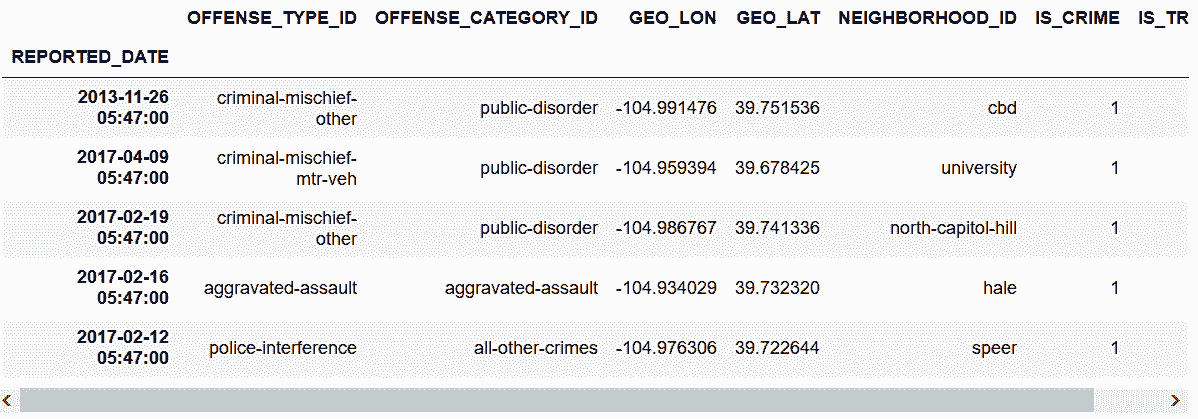 OFFENSE_TYPE_ID OFFENSE_CATEGORY_ID GEO_LON GEO_LAT NEIGHBORHOOD_ID IS_CRIME IS_TR
REPORTED_DATE
2013-11-26 05:47:00 criminal-mischief-other public-disorder -104.991476 39.751536 cbd 1
2017-04-09 05:47:00 criminal-mischief-mtr-veh public-disorder -104.959394 39.678425 university 1
2017-02-19 05:47:00 criminal-mischief-other public-disorder -104.986767 39.741336 north-capitol-hill 1
2017-02-16 05:47:00 aggravated-assault aggravated-assault -104.934029 39.732320 hale 1
2017-02-12 05:47:00 police-interference all-other-crimes -104.976306 39.722644 speer 1